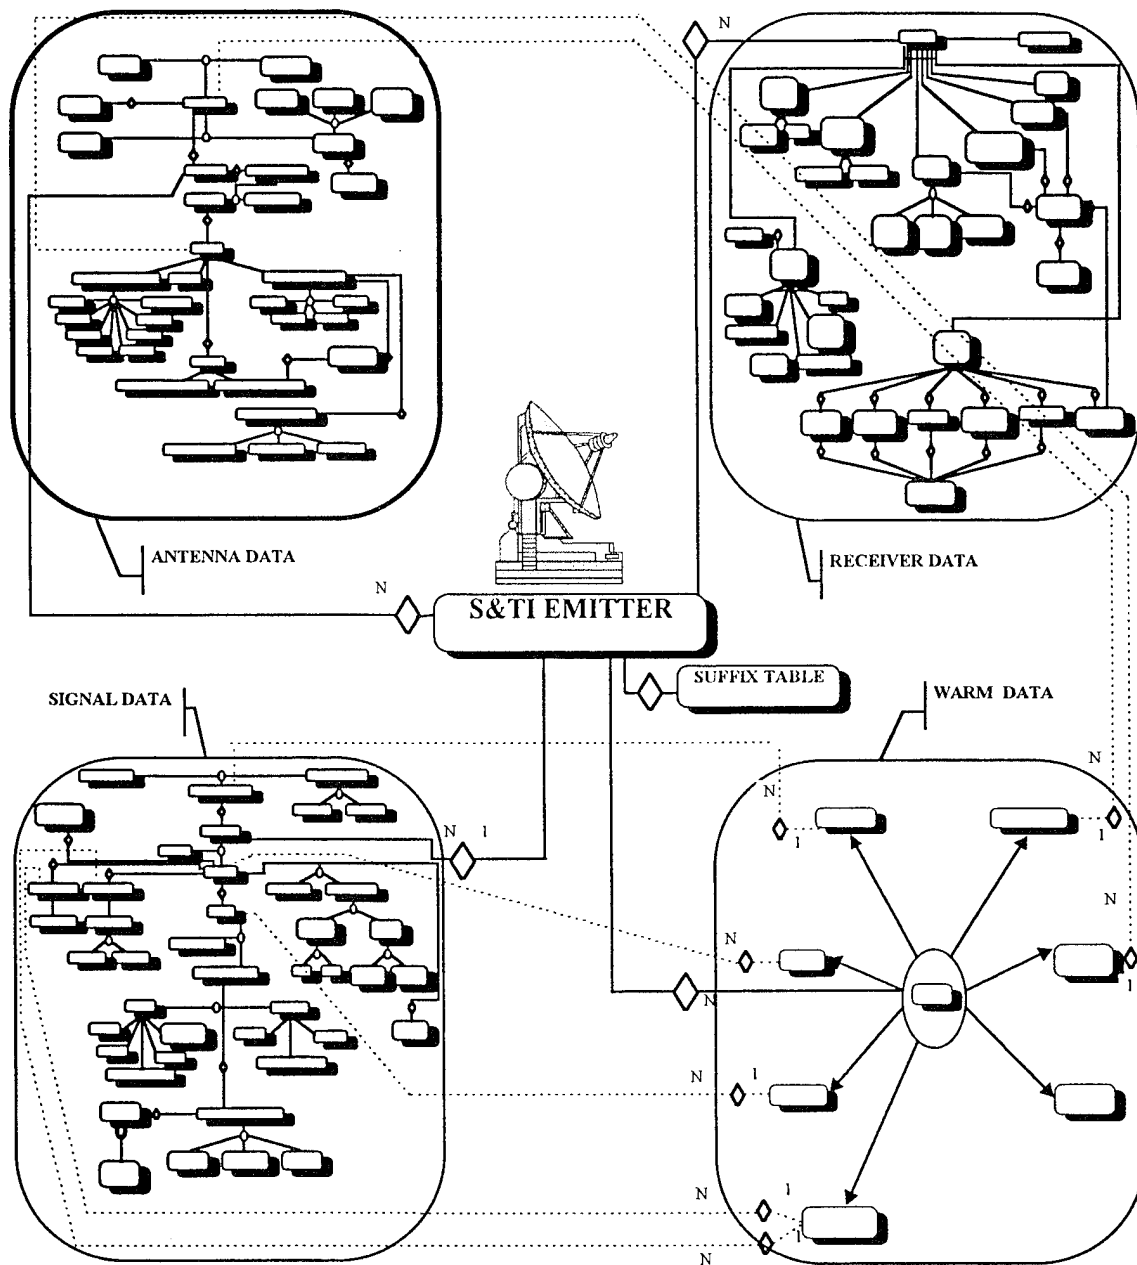 N
N
ANTENNA DATA
RECEIVER DATA
N
S&TI EMITTER
SUFFIX TABLE
SIGNAL DATA
WARM DATA
N
N
N 1
1
1
N
N
N
1
N 1
N
1
1
N